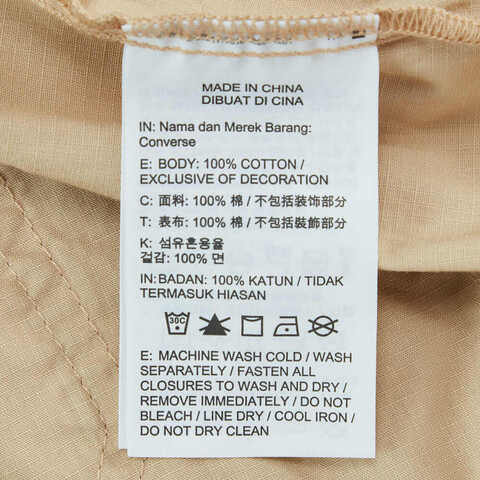 MADE IN CHINA
DIBUAT DI CINA
IN: Nama dan Merek Barang:
Converse
E: BODY: 100% COTTON /
EXCLUSIVE OF DECORATION
C: 面料: 100% 棉 / 不包括装饰部分
T: 表布: 100% 棉 / 不包括裝飾部分
K: 섬유혼용율
겉감: 100% 면
IN: BADAN: 100% KATUN / TIDAK
TERMASUK HIASAN
30C
E: MACHINE WASH COLD / WASH
SEPARATELY / FASTEN ALL
CLOSURES TO WASH AND DRY /
REMOVE IMMEDIATELY / DO NOT
BLEACH / LINE DRY / COOL IRON /
DO NOT DRY CLEAN